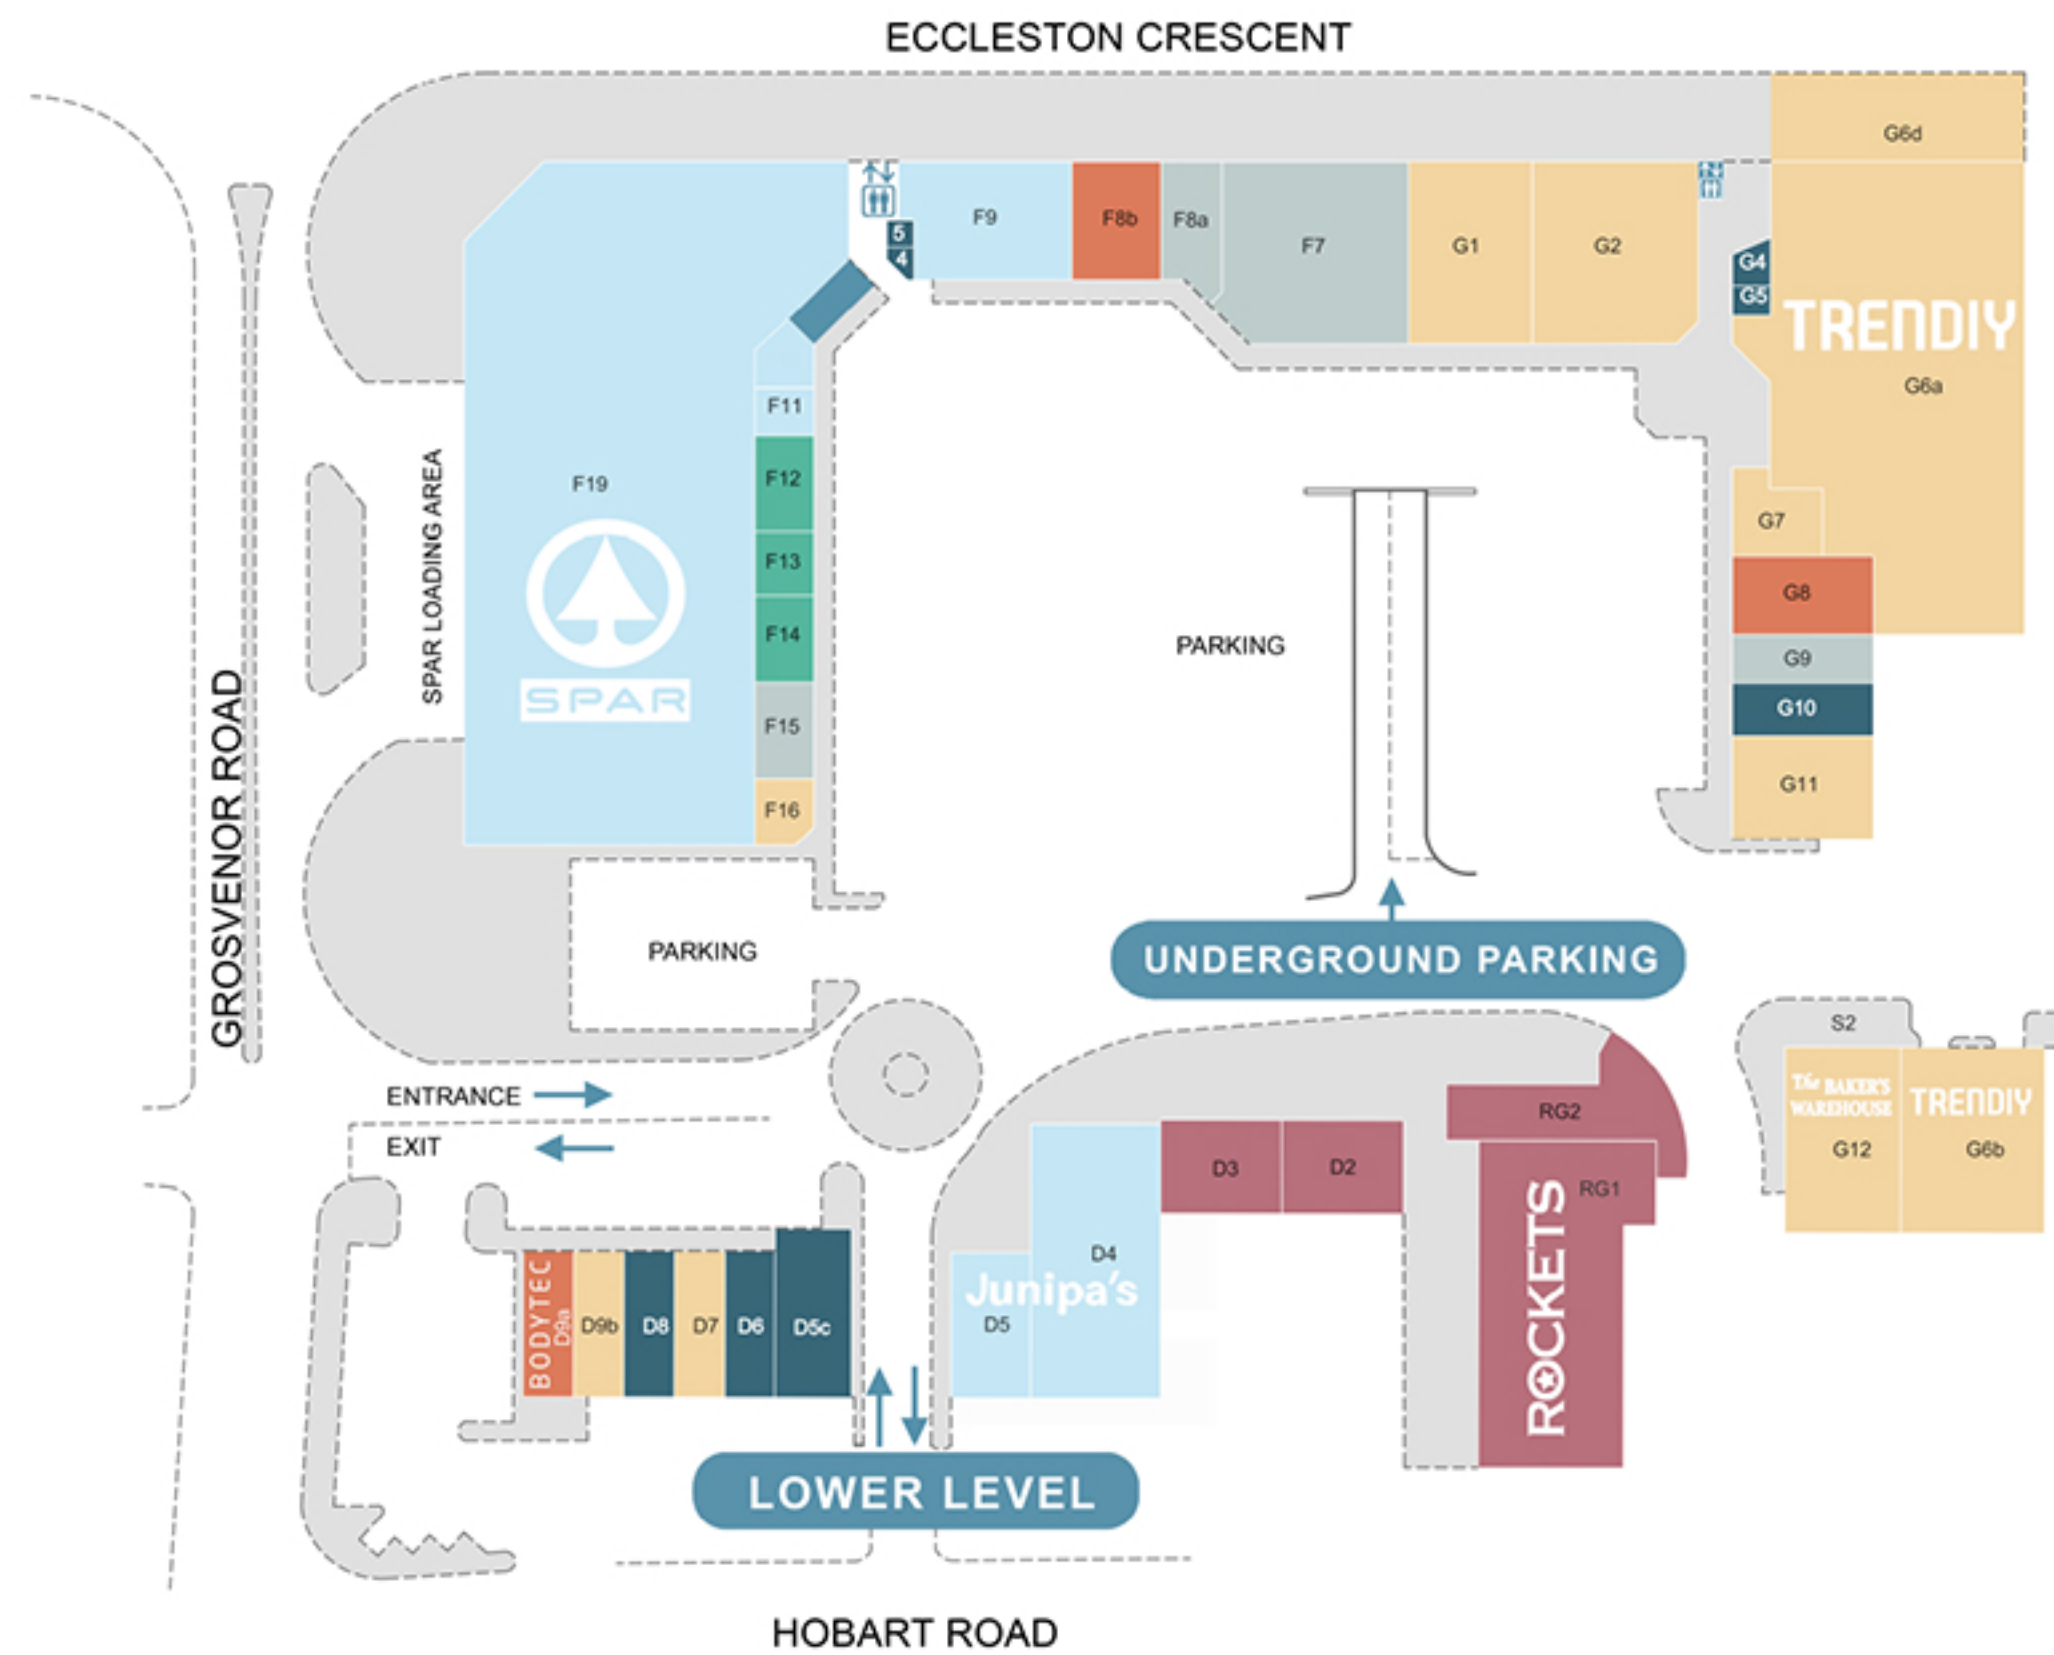 ECCLESTON CRESCENT
G6d
F9
F8b
F8a
F7
G1
G2
5
4
G4
G5
TRENDIY
G6a
F11
F12
F19
F13
F14
F15
F16
SPAR
SPAR LOADING AREA
GROSVENOR ROAD
PARKING
G7
G8
G9
G10
G11
PARKING
UNDERGROUND PARKING
S2
The BAKER'S
WAREHOUSE
G12
TRENDIY
G6b
ENTRANCE
EXIT
RG2
D3
D2
RG1
ROCKETS
D4
Junipa's
D5
BODYTEC
D9a
D9b
D8
D7
D6
D5c
LOWER LEVEL
HOBART ROAD